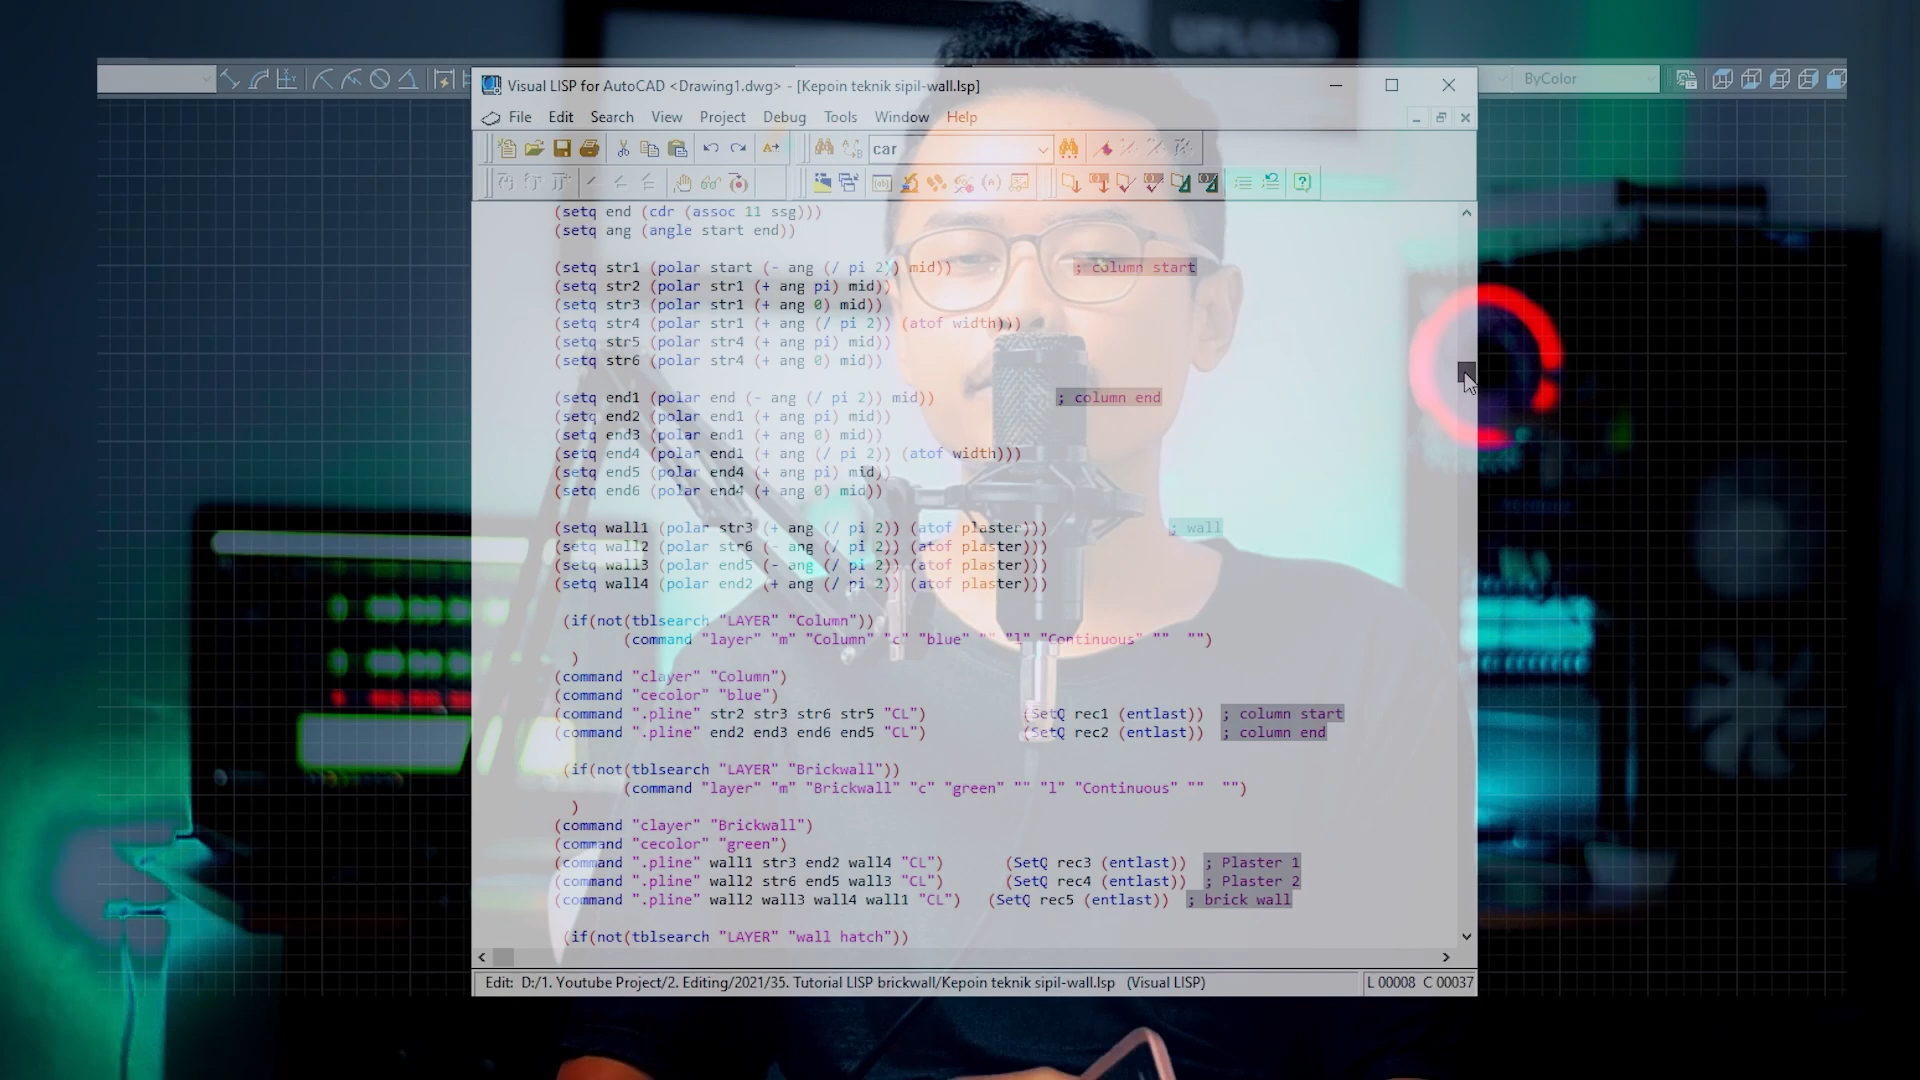 UPLOAD
ByColor
Visual LISP for AutoCAD <Drawing1.dwg> - [Kepoin teknik sipil-wall.lsp]
File Edit Search View Project Debug Tools Window Help
car
(setq end (cdr (assoc 11 ssg)))
(setq ang (angle start end))
(setq str1 (polar start (- ang (/ pi 2)) mid)) ; column start
(setq str2 (polar str1 (+ ang pi) mid))
(setq str3 (polar str1 (+ ang 0) mid))
(setq str4 (polar str1 (+ ang (/ pi 2)) (atof width)))
(setq str5 (polar str4 (+ ang pi) mid))
(setq str6 (polar str4 (+ ang 0) mid))
(setq end1 (polar end (- ang (/ pi 2)) mid)) ; column end
(setq end2 (polar end1 (+ ang pi) mid))
(setq end3 (polar end1 (+ ang 0) mid))
(setq end4 (polar end1 (+ ang (/ pi 2)) (atof width)))
(setq end5 (polar end4 (+ ang pi) mid))
(setq end6 (polar end4 (+ ang 0) mid))
(setq wall1 (polar str3 (+ ang (/ pi 2)) (atof plaster))) ; wall
(setq wall2 (polar str6 (- ang (/ pi 2)) (atof plaster)))
(setq wall3 (polar end5 (- ang (/ pi 2)) (atof plaster)))
(setq wall4 (polar end2 (+ ang (/ pi 2)) (atof plaster)))
(if(not(tblsearch "LAYER" "Column"))
(command "layer" "m" "Column" "c" "blue" "" "l" "Continuous" "" "")
)
(command "clayer" "Column")
(command "cecolor" "blue")
(command ".pline" str2 str3 str6 str5 "CL") (SetQ rec1 (entlast)) ; column start
(command ".pline" end2 end3 end6 end5 "CL") (SetQ rec2 (entlast)) ; column end
(if(not(tblsearch "LAYER" "Brickwall"))
(command "layer" "m" "Brickwall" "c" "green" "" "l" "Continuous" "" "")
)
(command "clayer" "Brickwall")
(command "cecolor" "green")
(command ".pline" wall1 str3 end2 wall4 "CL") (SetQ rec3 (entlast)) ; Plaster 1
(command ".pline" wall2 str6 end5 wall3 "CL") (SetQ rec4 (entlast)) ; Plaster 2
(command ".pline" wall2 wall3 wall4 wall1 "CL") (SetQ rec5 (entlast)) ; brick wall
(if(not(tblsearch "LAYER" "wall hatch"))
Edit: D:/1. Youtube Project/2. Editing/2021/35. Tutorial LISP brickwall/Kepoin teknik sipil-wall.lsp (Visual LISP)
L 00008 C 00037